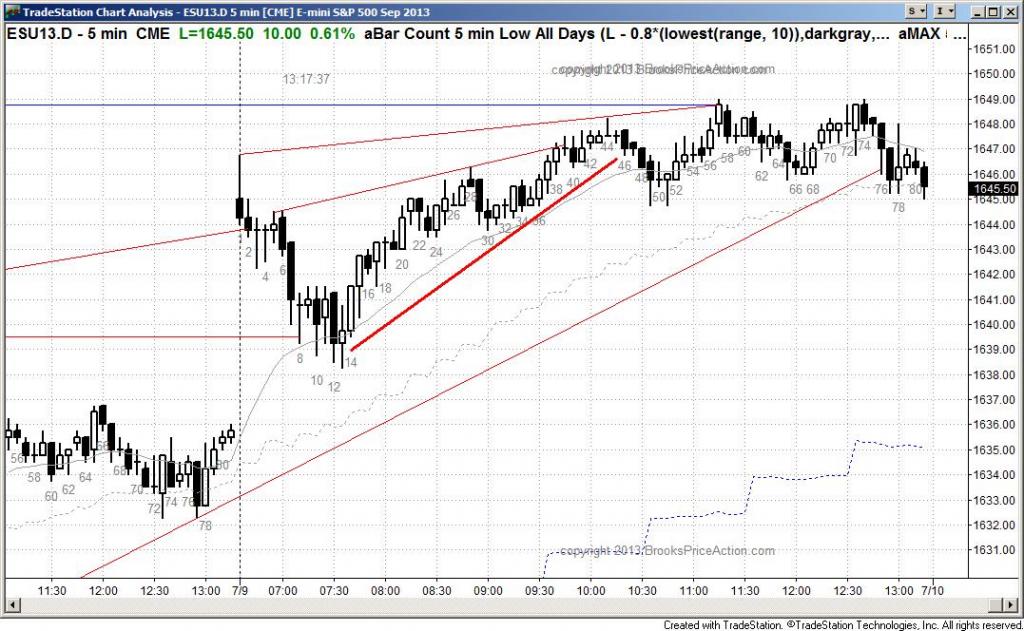 TradeStation Chart Analysis - ESU13.D 5 min [CME] E-mini S&P 500 Sep 2013
S
I
ESU13.D - 5 min CME L=1645.50 10.00 0.61% aBar Count 5 min Low All Days (L - 0.8*(lowest(range, 10)),darkgray,... aMAX ...
1651.00
13:17:37
copyright 2013 BrooksPriceAction.com
1650.00
1649.00
1648.00
1647.00
1646.00
1645.50
1645.00
1644.00
1643.00
1642.00
1641.00
1640.00
1639.00
1638.00
1637.00
1636.00
1635.00
1634.00
1633.00
1632.00
1631.00
56 58 60 62 64 66 68 70 72 74 76 78 80
2 4 6 8 10 12 14 16 18 20 22 24 26 28 30 32 34 36 38 40 42 44 46 48 50 52 54 56 58 60 62 64 66 68 70 72 74 76 78 80
copyright 2013 BrooksPriceAction.com
11:30 12:00 12:30 13:00 7/9 07:00 07:30 08:00 08:30 09:00 09:30 10:00 10:30 11:00 11:30 12:00 12:30 13:00 7/10
Created with TradeStation. ©TradeStation Technologies, Inc. All rights reserved.